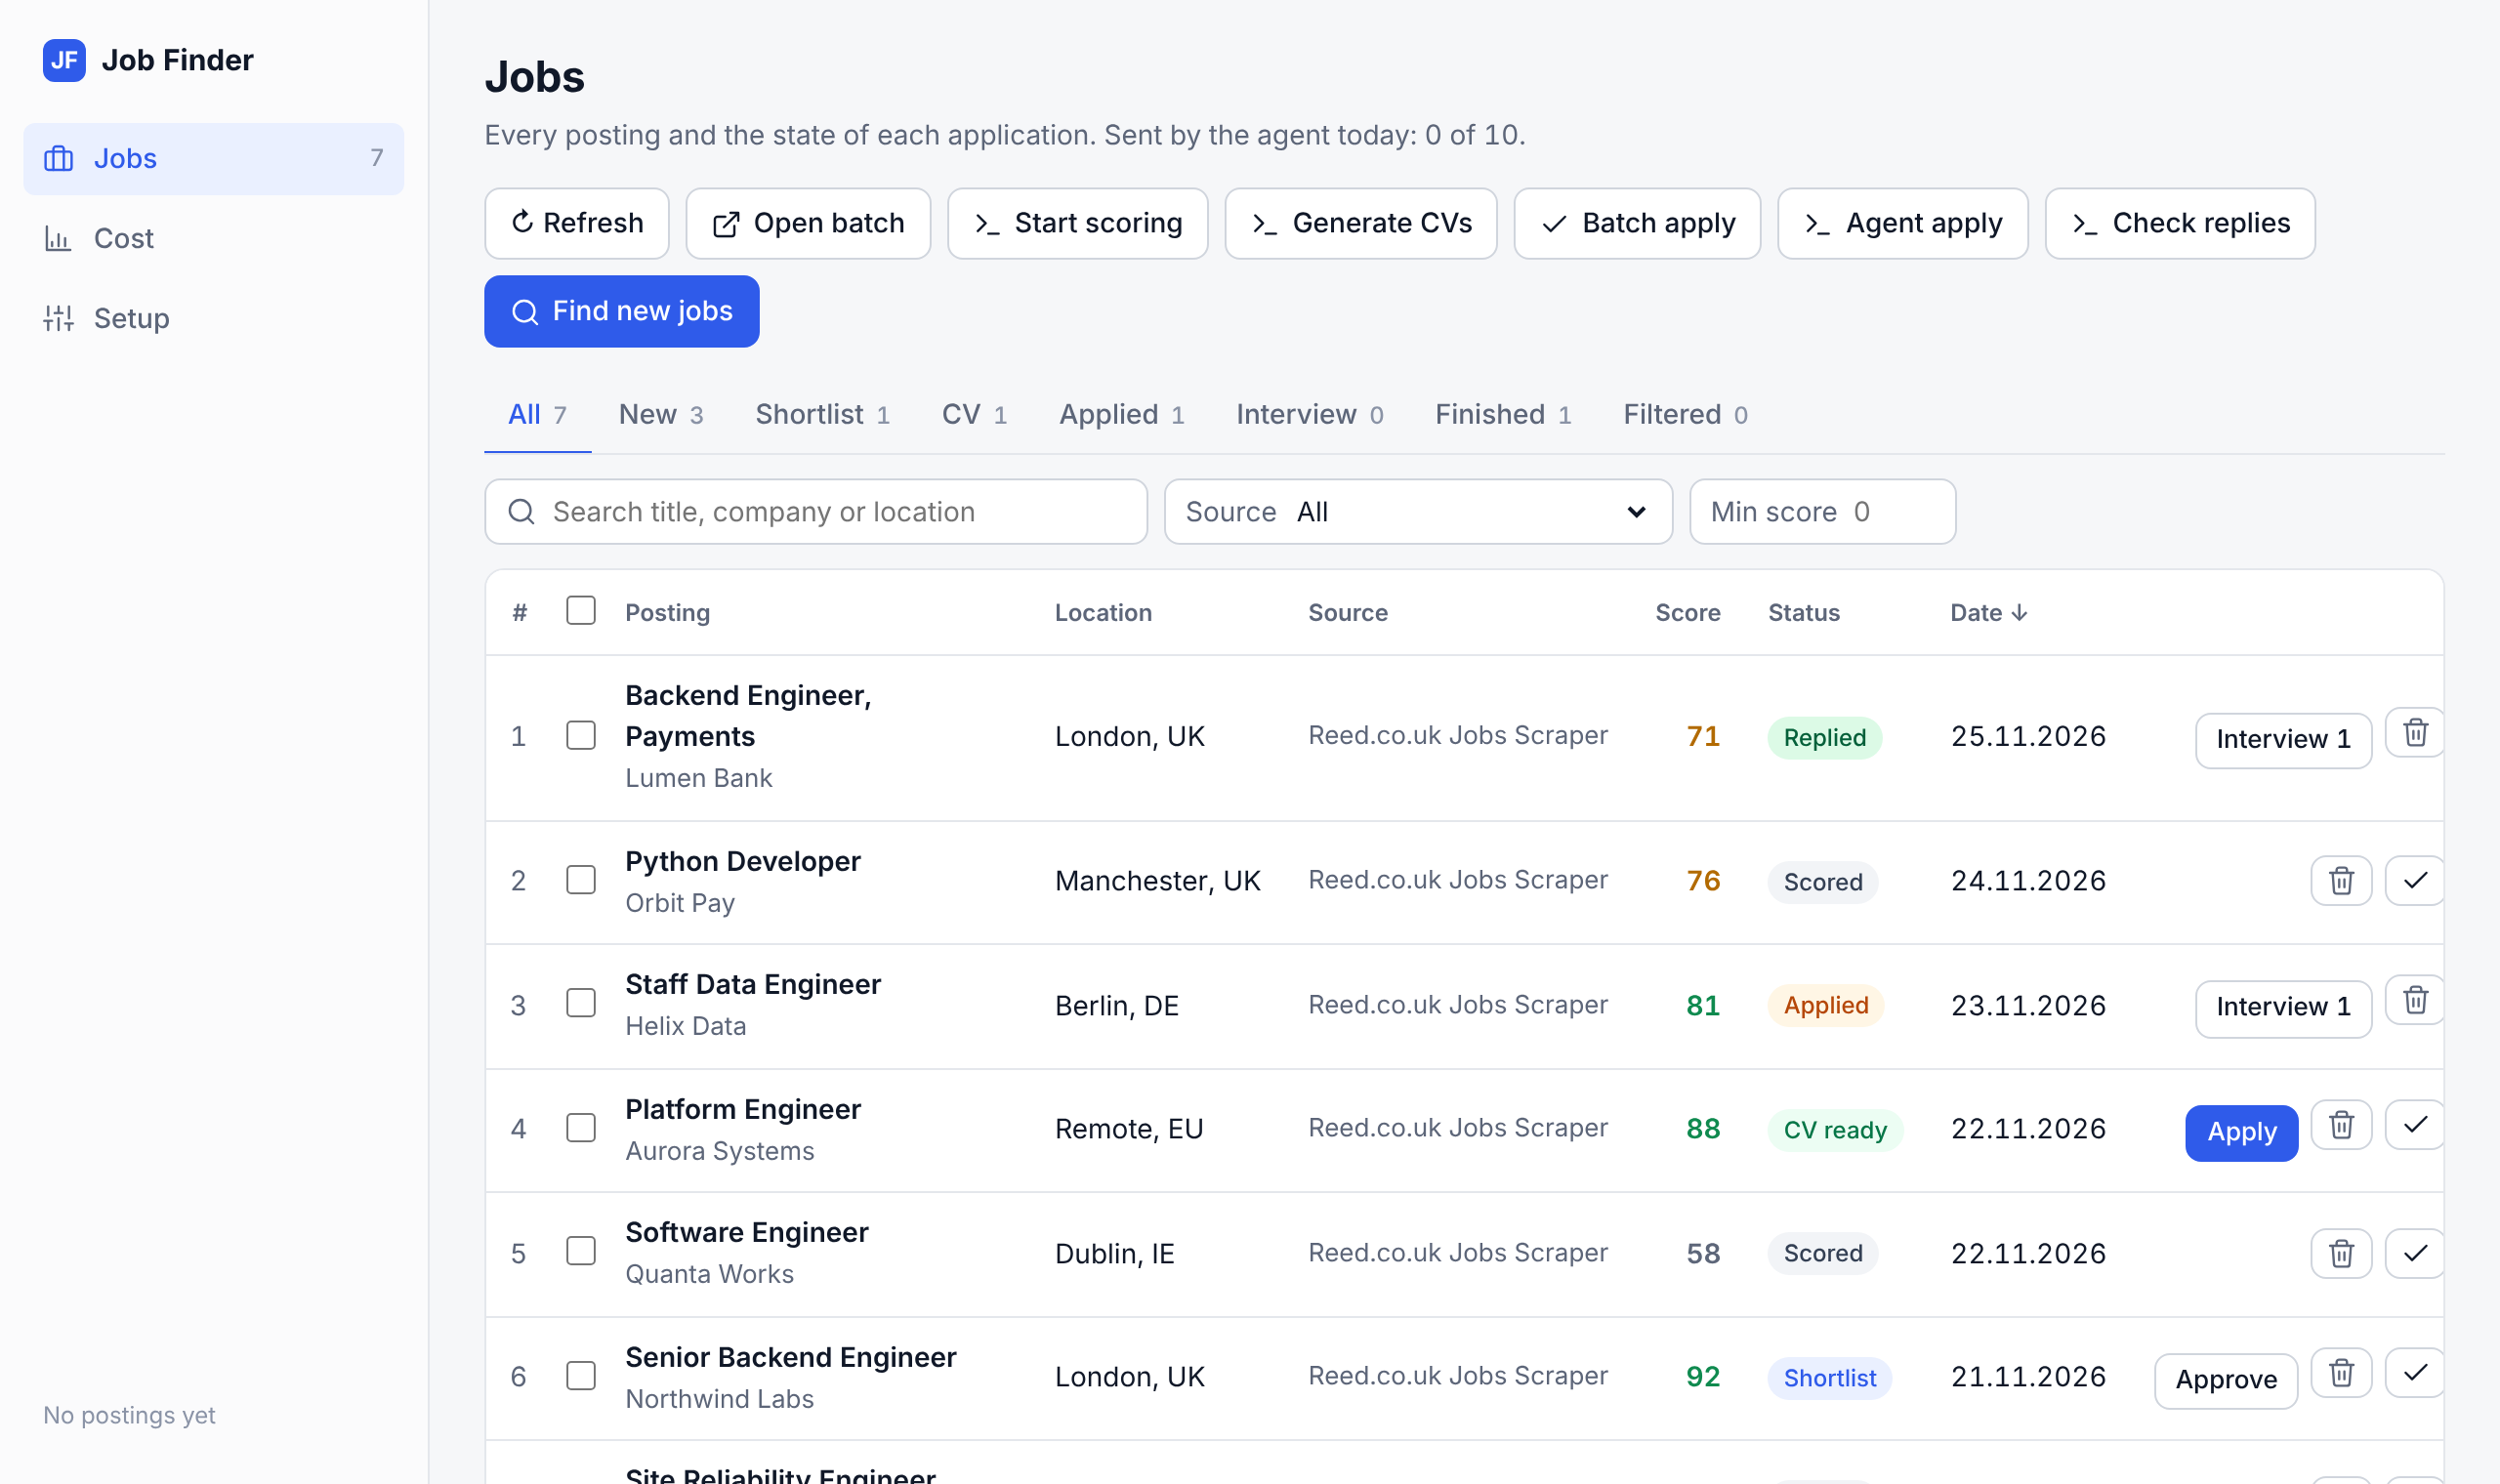 JF Job Finder
Jobs 7
Cost
Setup
No postings yet
Jobs
Every posting and the state of each application. Sent by the agent today: 0 of 10.
Refresh Open batch >_ Start scoring >_ Generate CVs Batch apply >_ Agent apply >_ Check replies
Find new jobs
All 7 New 3 Shortlist 1 CV 1 Applied 1 Interview 0 Finished 1 Filtered 0
Search title, company or location Source All Min score 0
# Posting Location Source Score Status Date ↓
Backend Engineer,
1 Payments London, UK Reed.co.uk Jobs Scraper 71 Replied 25.11.2026 Interview 1
Lumen Bank
Python Developer
2 Manchester, UK Reed.co.uk Jobs Scraper 76 Scored 24.11.2026
Orbit Pay
Staff Data Engineer
3 Berlin, DE Reed.co.uk Jobs Scraper 81 Applied 23.11.2026 Interview 1
Helix Data
Platform Engineer
4 Remote, EU Reed.co.uk Jobs Scraper 88 CV ready 22.11.2026 Apply
Aurora Systems
Software Engineer
5 Dublin, IE Reed.co.uk Jobs Scraper 58 Scored 22.11.2026
Quanta Works
Senior Backend Engineer
6 London, UK Reed.co.uk Jobs Scraper 92 Shortlist 21.11.2026 Approve
Northwind Labs
Site Reliability Engineer